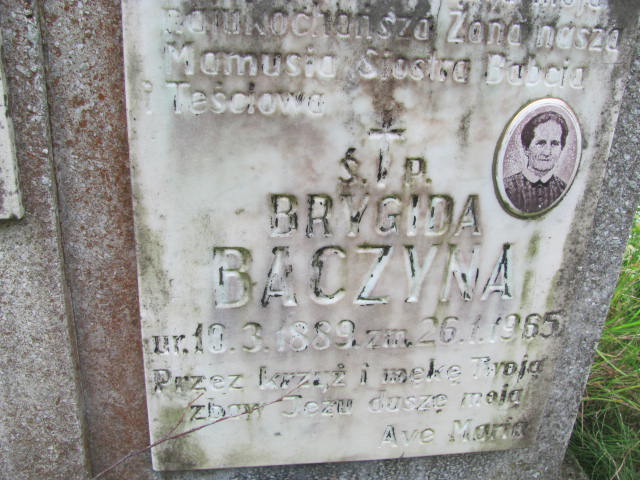 moja
najukochańsza Żona nasza
Mamusia Siostra Babcia
i Teściowa
Ś. P.
BRYGIDA
BACZYNA
ur. 10.3.1889. zm. 26.1.1965
Przez krzyż i mękę Twoją
zbaw Jezu duszę moją
Ave Maria